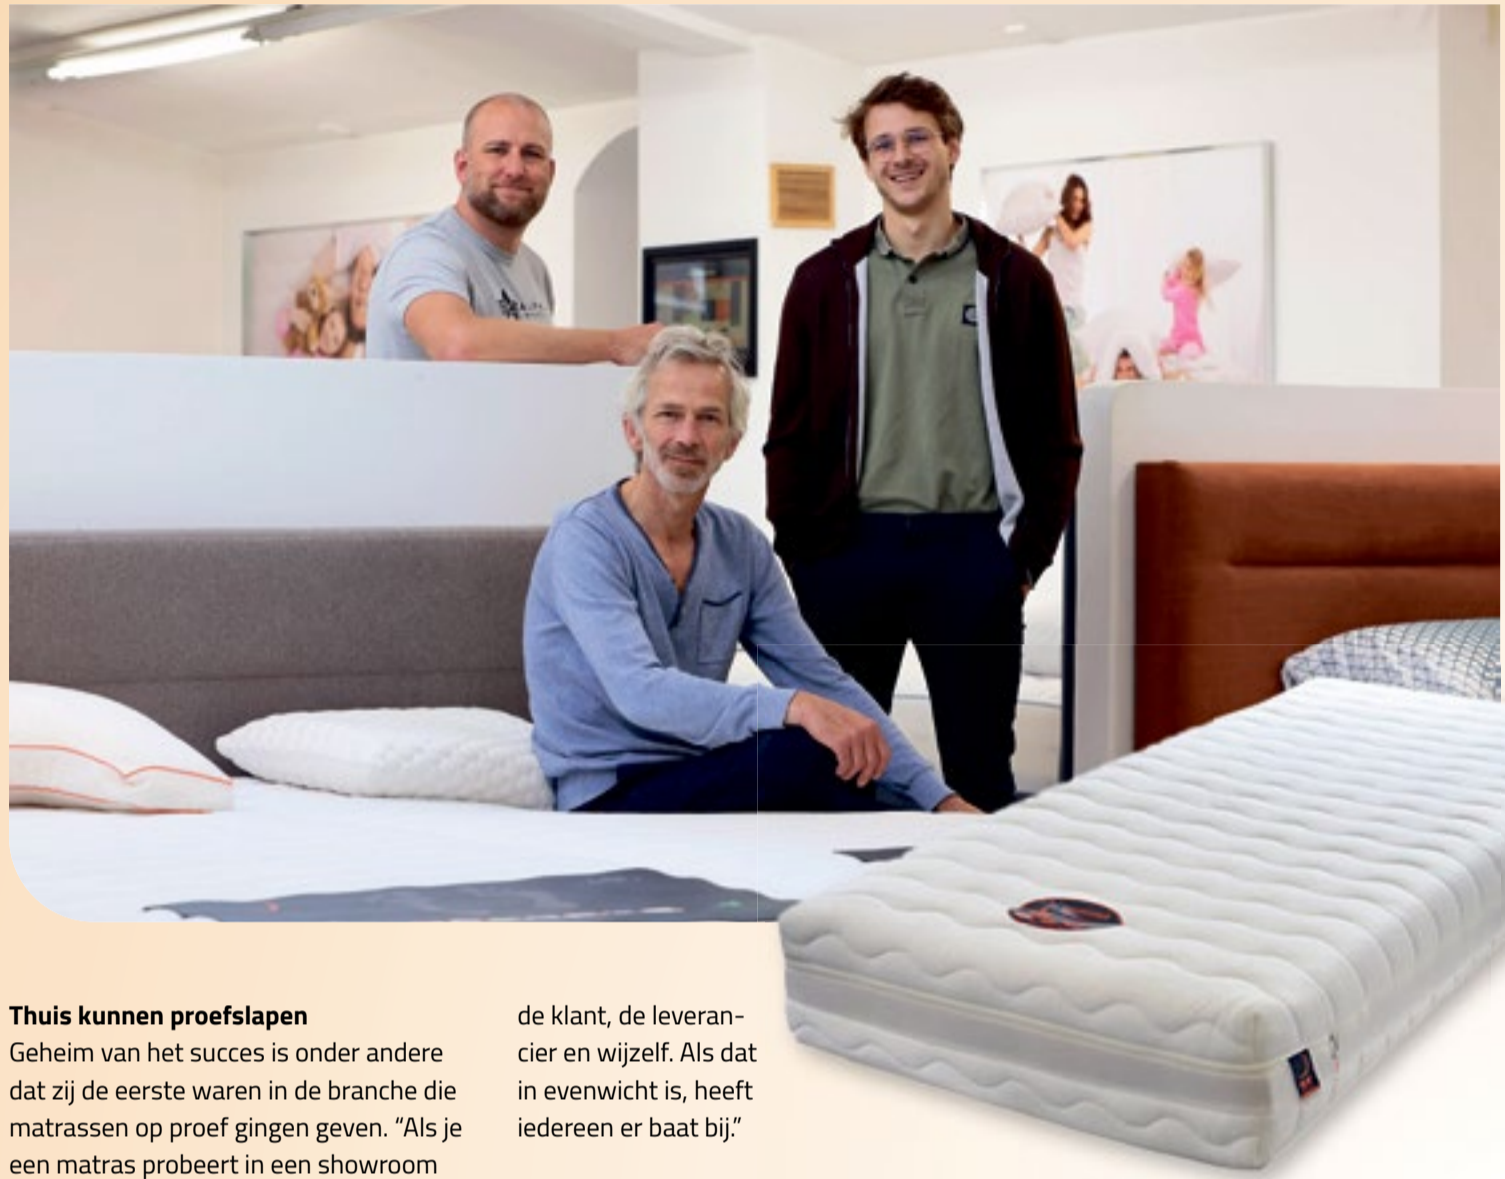 Thuis kunnen proefslapen
Geheim van het succes is onder andere
dat zij de eerste waren in de branche die
matrassen op proef gingen geven. “Als je
een matras probeert in een showroom
de klant, de leveran-
cier en wijzelf. Als dat
in evenwicht is, heeft
iedereen er baat bij.”